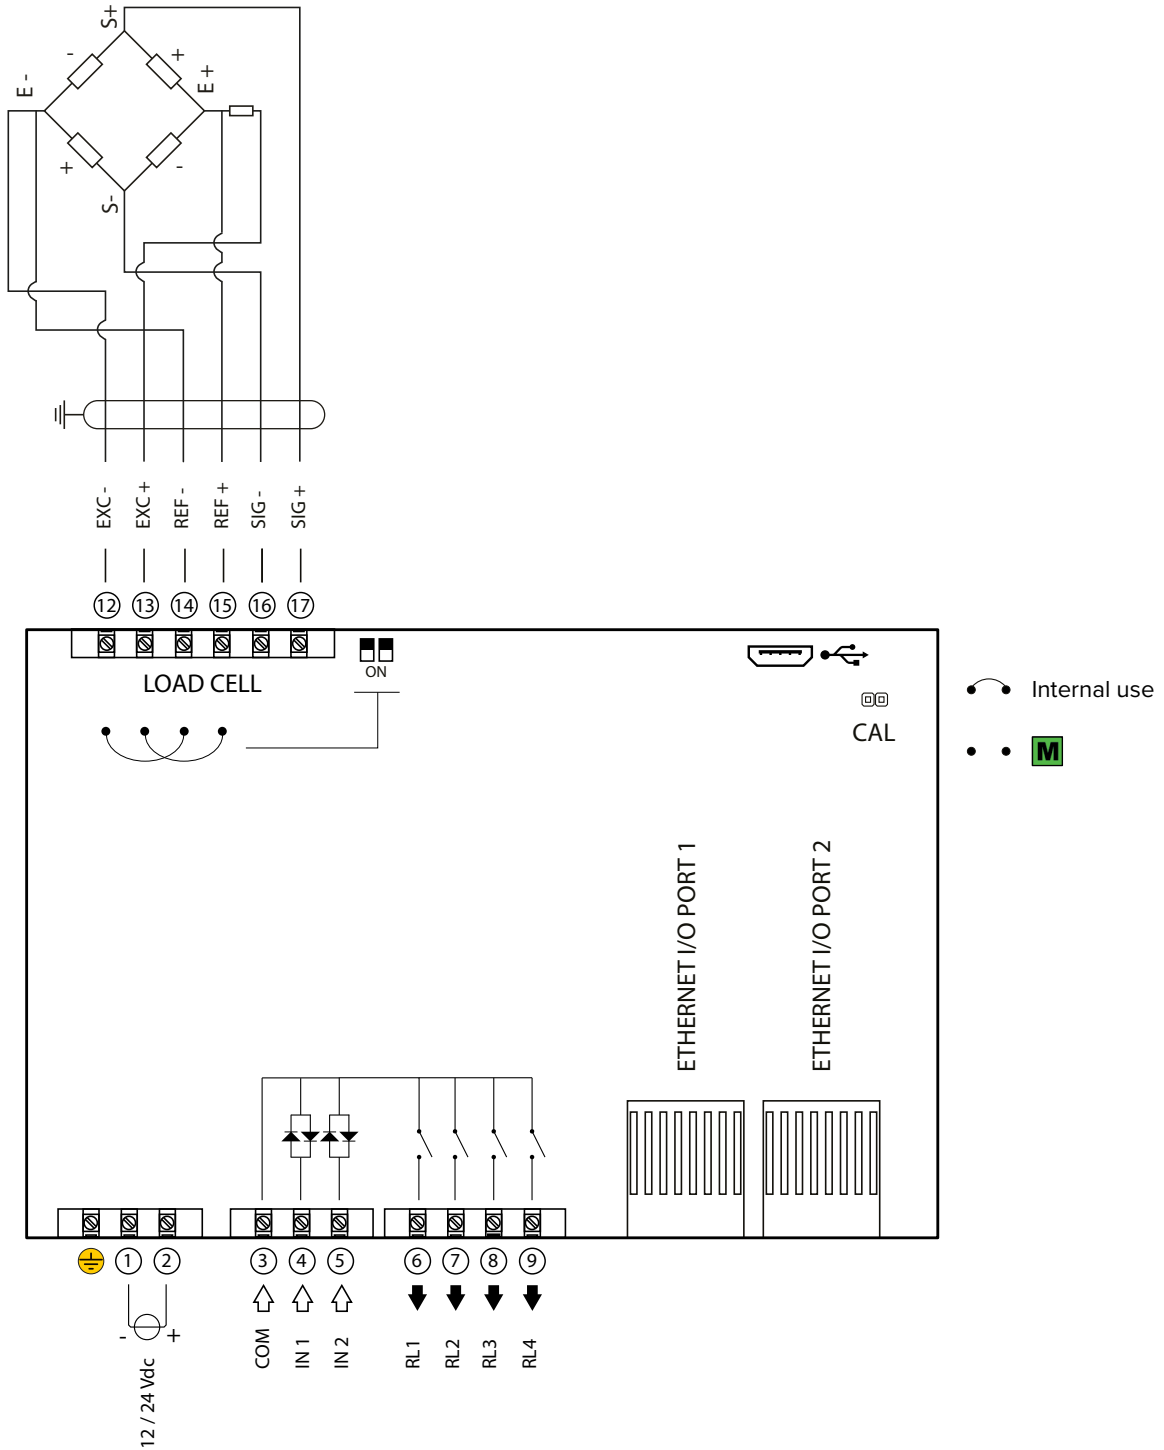 S+
-
+
E -
E +
+
-
S-
EXC -
EXC +
REF -
REF +
SIG -
SIG +
12
13
14
15
16
17
LOAD CELL
ON
CAL
Internal use
M
ETHERNET I/O PORT 1
ETHERNET I/O PORT 2
1
2
3
4
5
6
7
8
9
- +
12 / 24 Vdc
COM
IN 1
IN 2
RL1
RL2
RL3
RL4